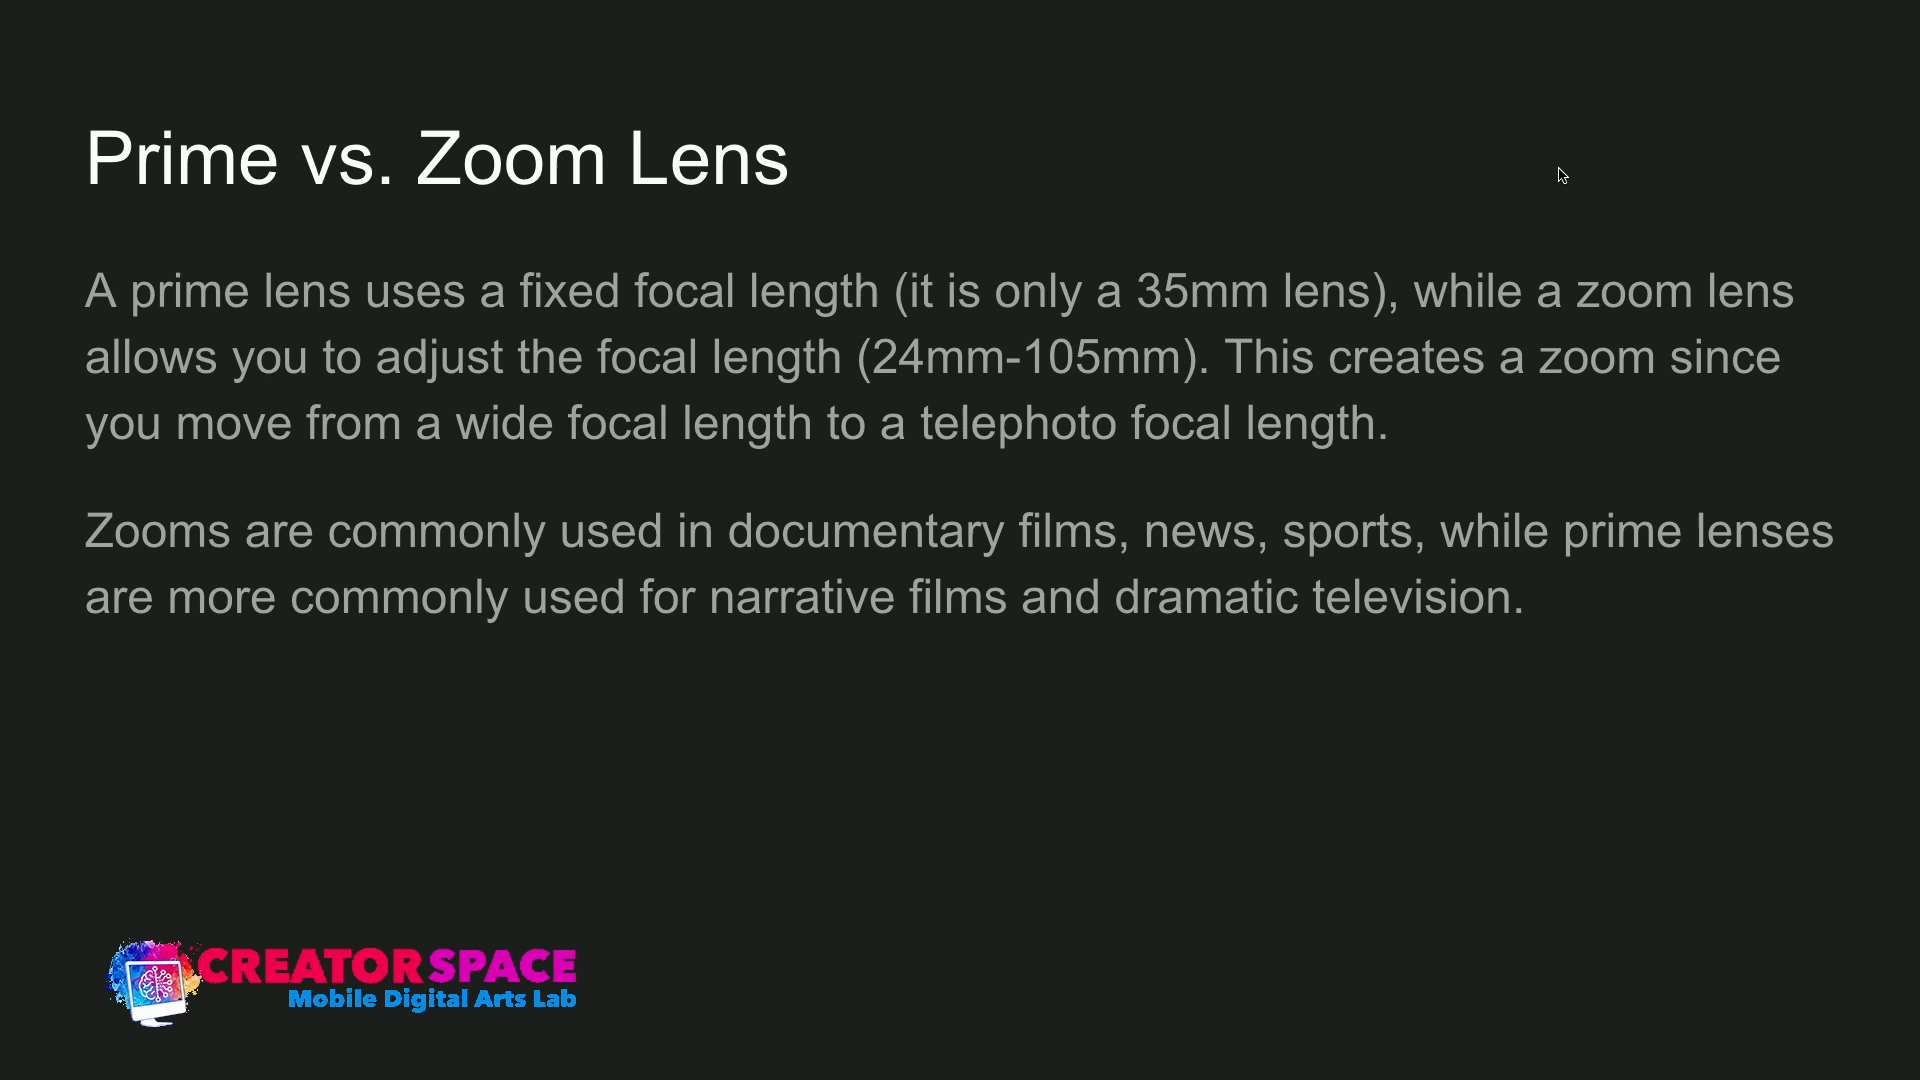 Prime vs. Zoom Lens
A prime lens uses a fixed focal length (it is only a 35mm lens), while a zoom lens
allows you to adjust the focal length (24mm-105mm). This creates a zoom since
you move from a wide focal length to a telephoto focal length.
Zooms are commonly used in documentary films, news, sports, while prime lenses
are more commonly used for narrative films and dramatic television.
CREATORSPACE
Mobile Digital Arts Lab